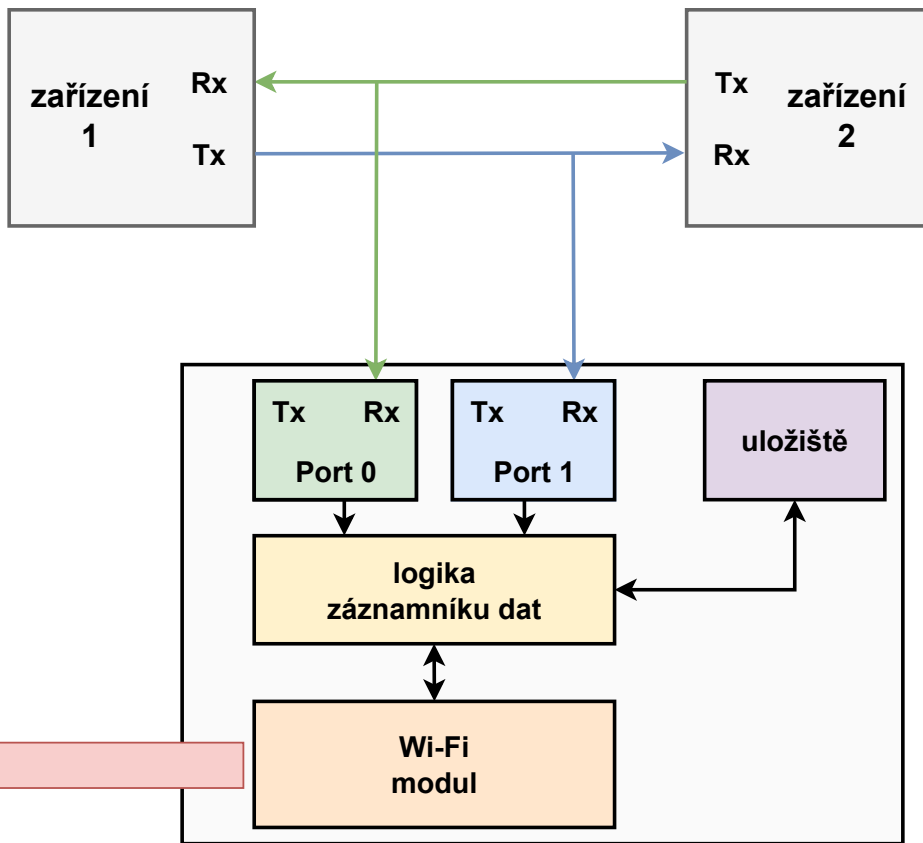 zařízení
1
Rx
Tx
Tx
Rx
zařízení
2
Tx Rx
Port 0
Tx Rx
Port 1
uložiště
logika
záznamníku dat
Wi-Fi
modul